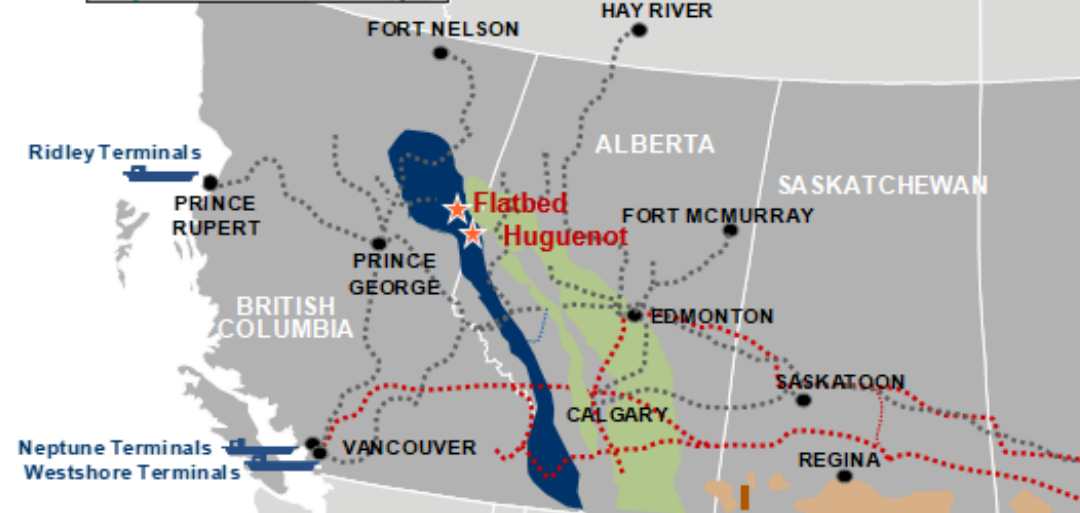 HAY RIVER
FORT NELSON
ALBERTA
Ridley Terminals
SASKATCHEWAN
PRINCE
RUPERT
Flatbed
FORT MCMURRAY
Huguenot
PRINCE
GEORGE
BRITISH
COLUMBIA
EDMONTON
SASKATOON
CALGARY
Neptune Terminals
VANCOUVER
Westshore Terminals
REGINA